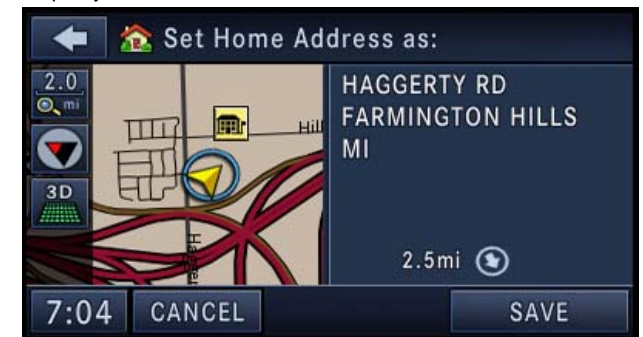 Set Home Address as:
2.0
mi
3D
Hill
HAGGERTY RD
FARMINGTON HILLS
MI
2.5mi
7:04
CANCEL
SAVE